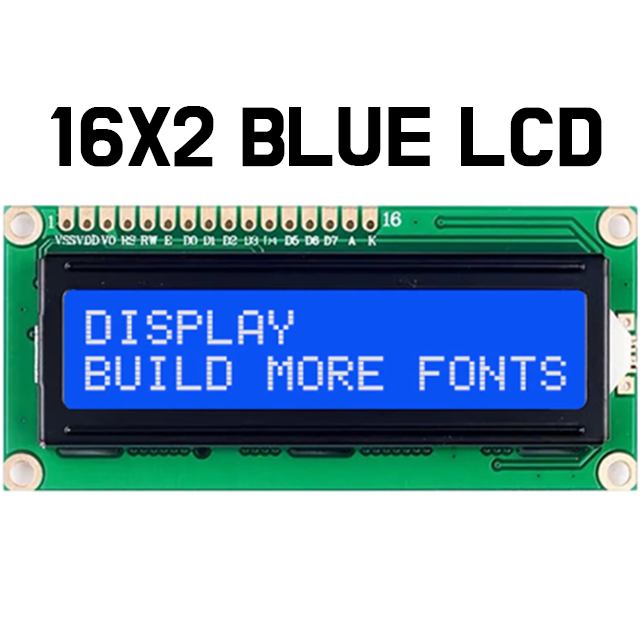 16X2 BLUE LCD
1 16
VSS VDD VO RS RW E D0 D1 D2 D3 D4 D5 D6 D7 A K
DISPLAY
BUILD MORE FONTS